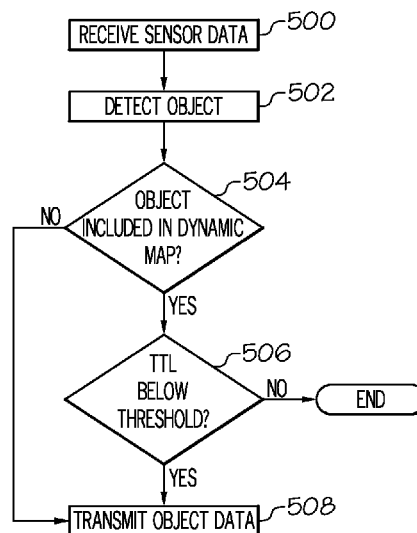 RECEIVE SENSOR DATA
500
DETECT OBJECT
502
OBJECT
INCLUDED IN DYNAMIC
MAP?
504
NO
YES
TTL
BELOW
THRESHOLD?
506
NO
END
YES
TRANSMIT OBJECT DATA
508